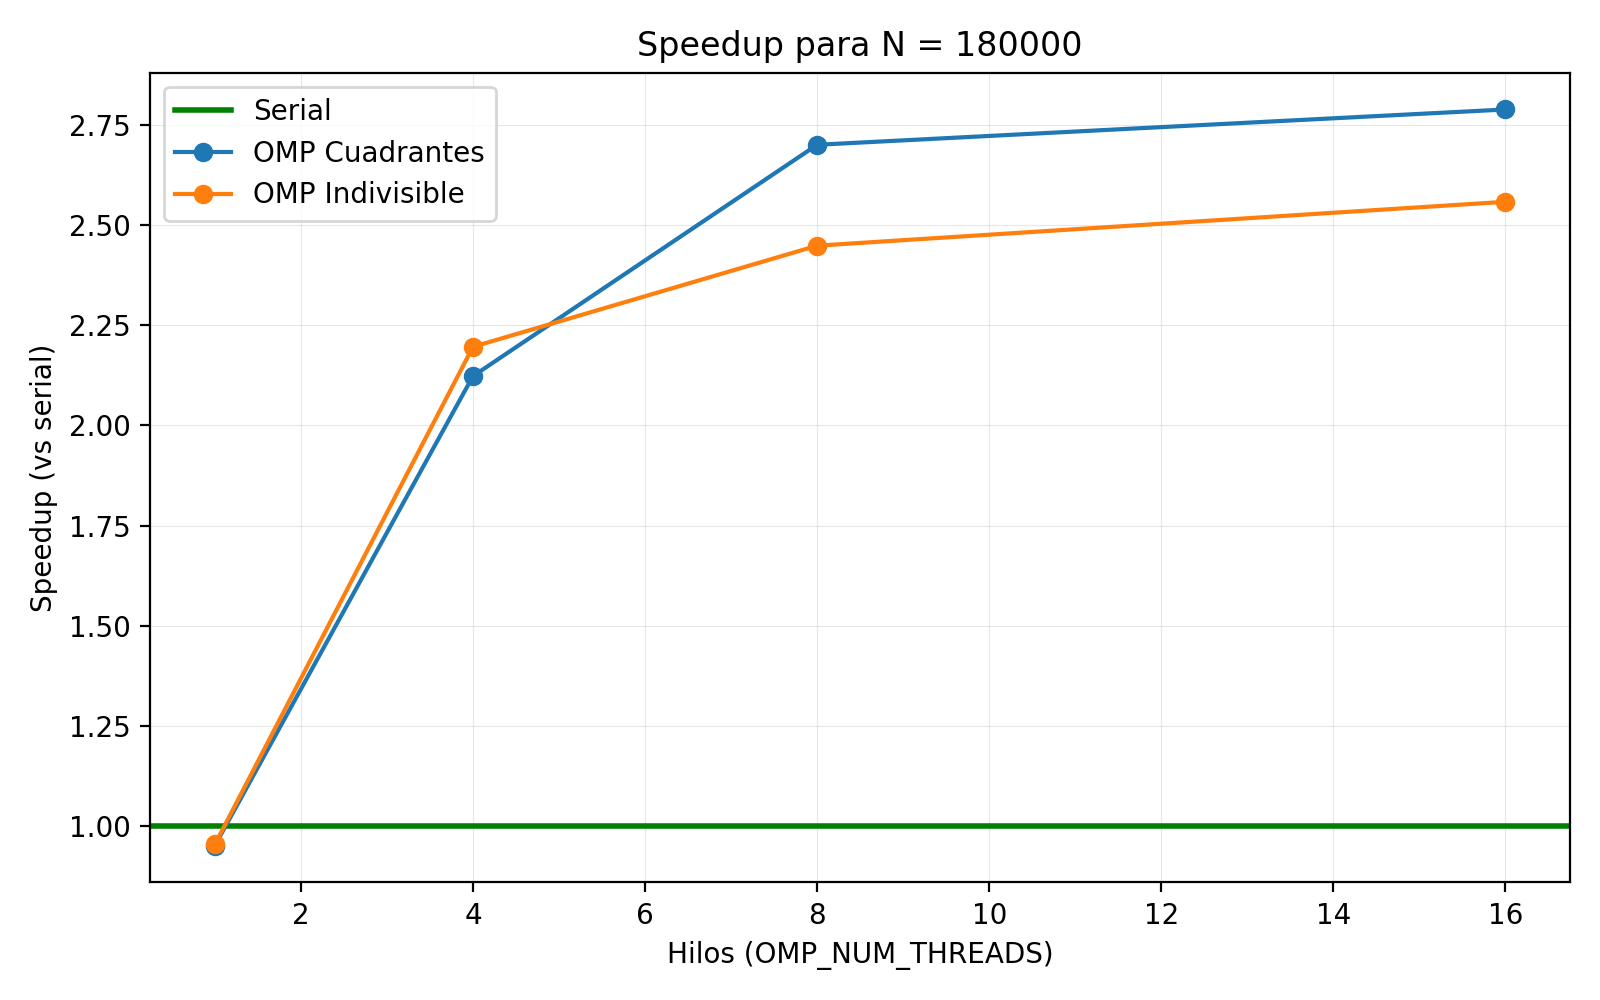 Speedup para N = 180000
Serial
OMP Cuadrantes
OMP Indivisible
2.75
2.50
2.25
2.00
1.75
1.50
1.25
1.00
Speedup (vs serial)
2 4 6 8 10 12 14 16
Hilos (OMP_NUM_THREADS)